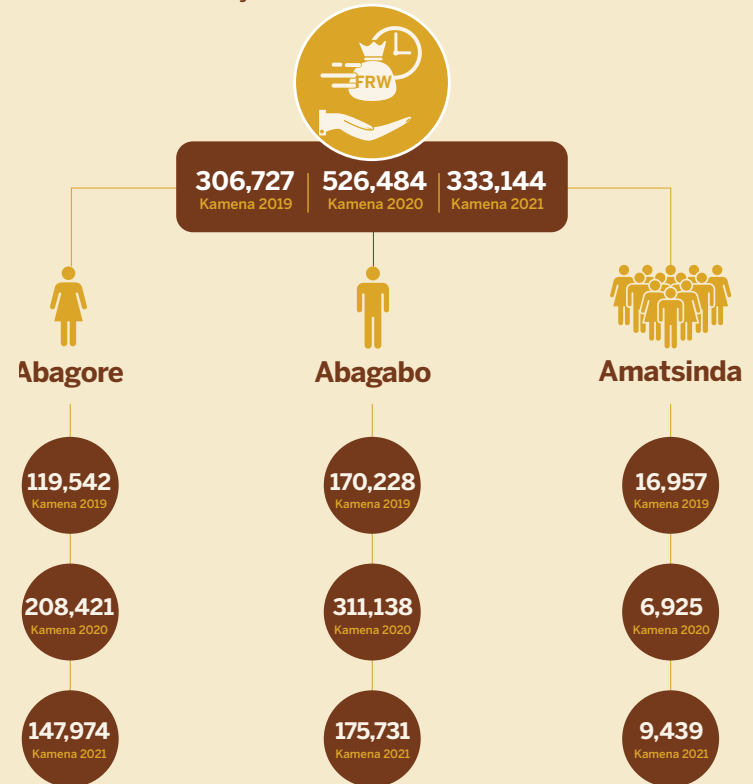 FRW
306,727
Kamena 2019
526,484
Kamena 2020
333,144
Kamena 2021
Abagore
119,542
Kamena 2019
208,421
Kamena 2020
147,974
Kamena 2021
Abagabo
170,228
Kamena 2019
311,138
Kamena 2020
175,731
Kamena 2021
Amatsinda
16,957
Kamena 2019
6,925
Kamena 2020
9,439
Kamena 2021